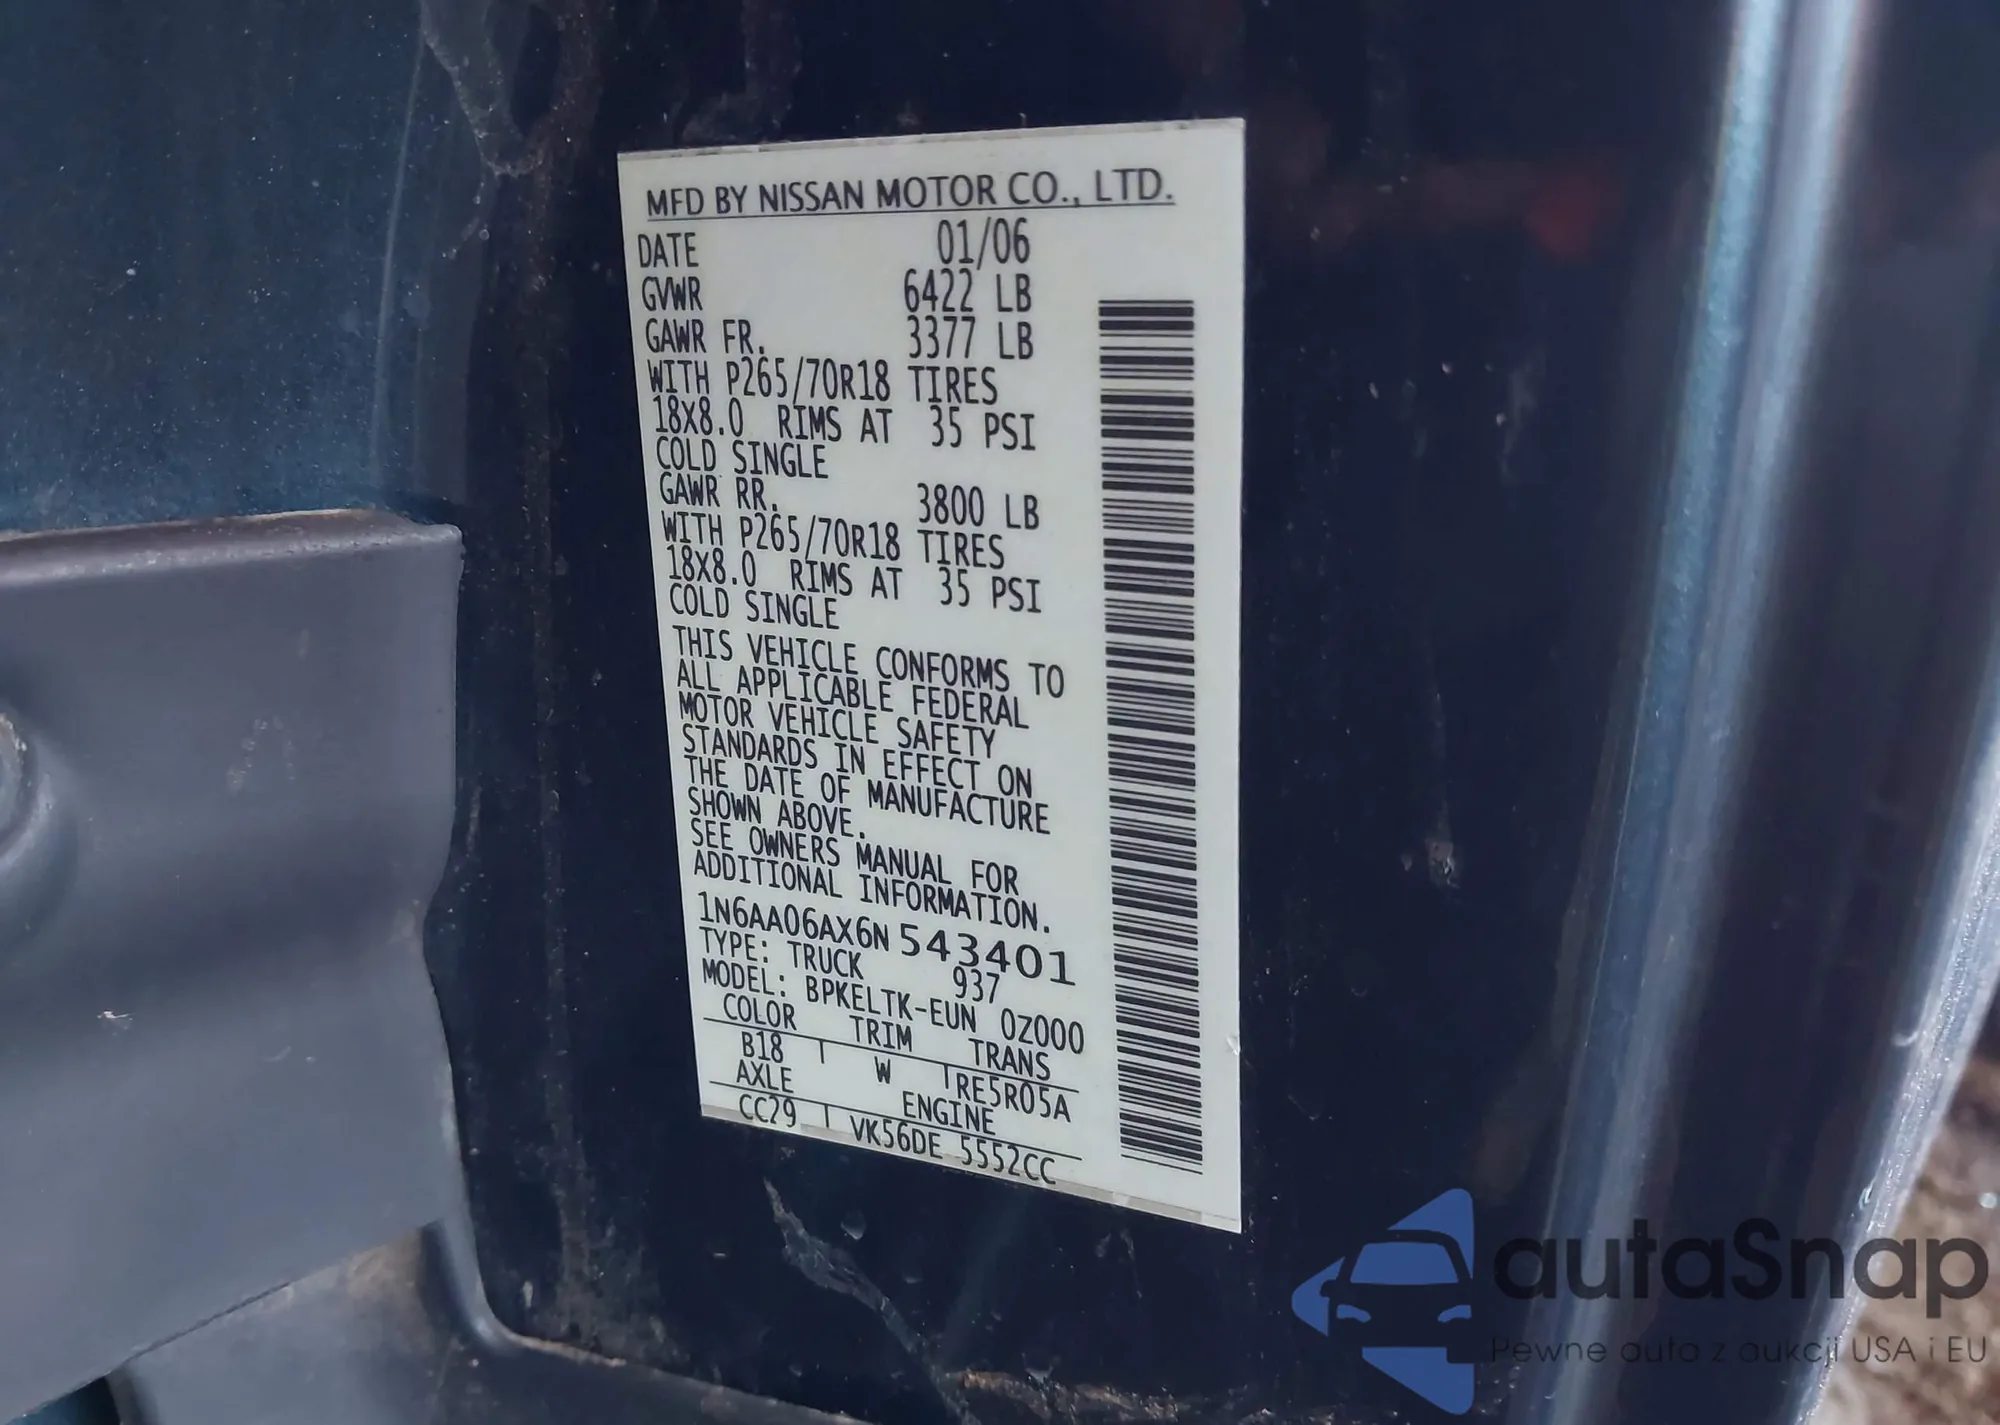 MFD BY NISSAN MOTOR CO., LTD.
DATE 01/06
GVWR 6422 LB
GAWR FR. 3377 LB
WITH P265/70R18 TIRES
18X8.0 RIMS AT 35 PSI
COLD SINGLE
GAWR RR. 3800 LB
WITH P265/70R18 TIRES
18X8.0 RIMS AT 35 PSI
COLD SINGLE
THIS VEHICLE CONFORMS TO
ALL APPLICABLE FEDERAL
MOTOR VEHICLE SAFETY
STANDARDS IN EFFECT ON
THE DATE OF MANUFACTURE
SHOWN ABOVE.
SEE OWNERS MANUAL FOR
ADDITIONAL INFORMATION.
1N6AA06AX6N543401
TYPE: TRUCK 937
MODEL: BPKELTK-EUN 0Z000
COLOR TRIM TRANS
B18 W RE5R05A
AXLE ENGINE
CC29 VK56DE 5552CC
autaSnap
Pewne auta z aukcji USA i EU